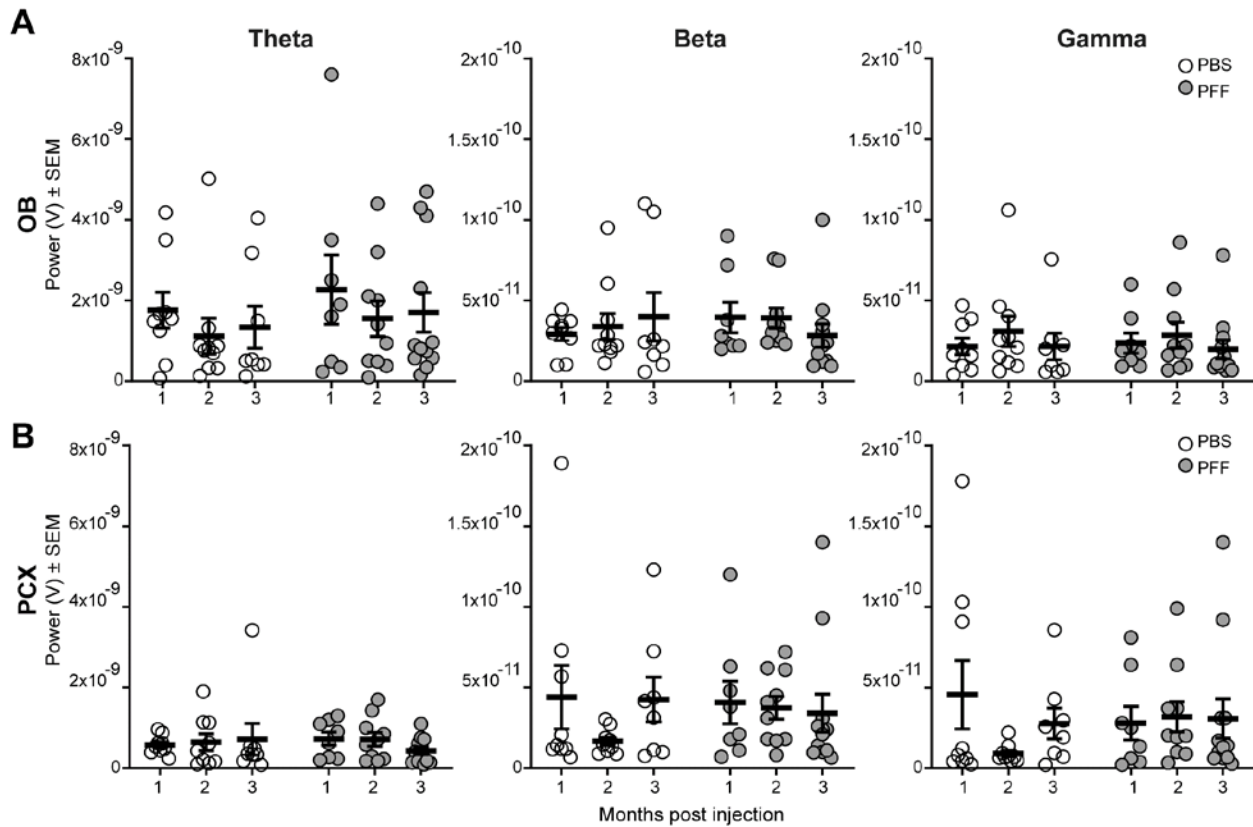 A
Theta
Beta
Gamma
OB
Power (V) ± SEM
8x10-9
6x10-9
4x10-9
2x10-9
0
1 2 3 1 2 3
2x10-10
1.5x10-10
1x10-10
5x10-11
0
1 2 3 1 2 3
2x10-10
1.5x10-10
1x10-10
5x10-11
0
1 2 3 1 2 3
PBS
PFF
B
PCX
Power (V) ± SEM
8x10-9
6x10-9
4x10-9
2x10-9
0
1 2 3 1 2 3
2x10-10
1.5x10-10
1x10-10
5x10-11
0
1 2 3 1 2 3
2x10-10
1.5x10-10
1x10-10
5x10-11
0
1 2 3 1 2 3
PBS
PFF
Months post injection